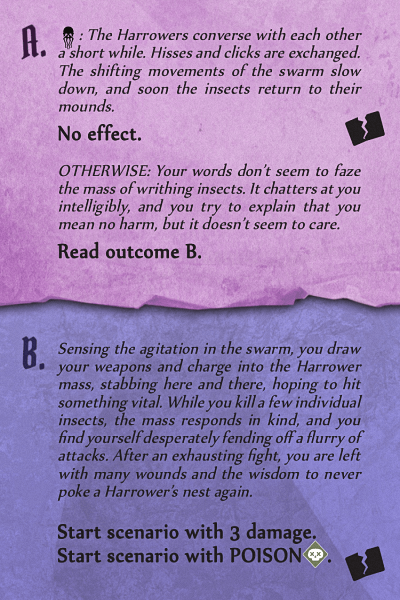 A. : The Harrowers converse with each other
a short while. Hisses and clicks are exchanged.
The shifting movements of the swarm slow
down, and soon the insects return to their
mounds.
No effect.
OTHERWISE: Your words don't seem to faze
the mass of writhing insects. It chatters at you
intelligibly, and you try to explain that you
mean no harm, but it doesn't seem to care.
Read outcome B.
B. Sensing the agitation in the swarm, you draw
your weapons and charge into the Harrower
mass, stabbing here and there, hoping to hit
something vital. While you kill a few individual
insects, the mass responds in kind, and you
find yourself desperately fending off a flurry of
attacks. After an exhausting fight, you are left
with many wounds and the wisdom to never
poke a Harrower's nest again.
Start scenario with 3 damage.
Start scenario with POISON .